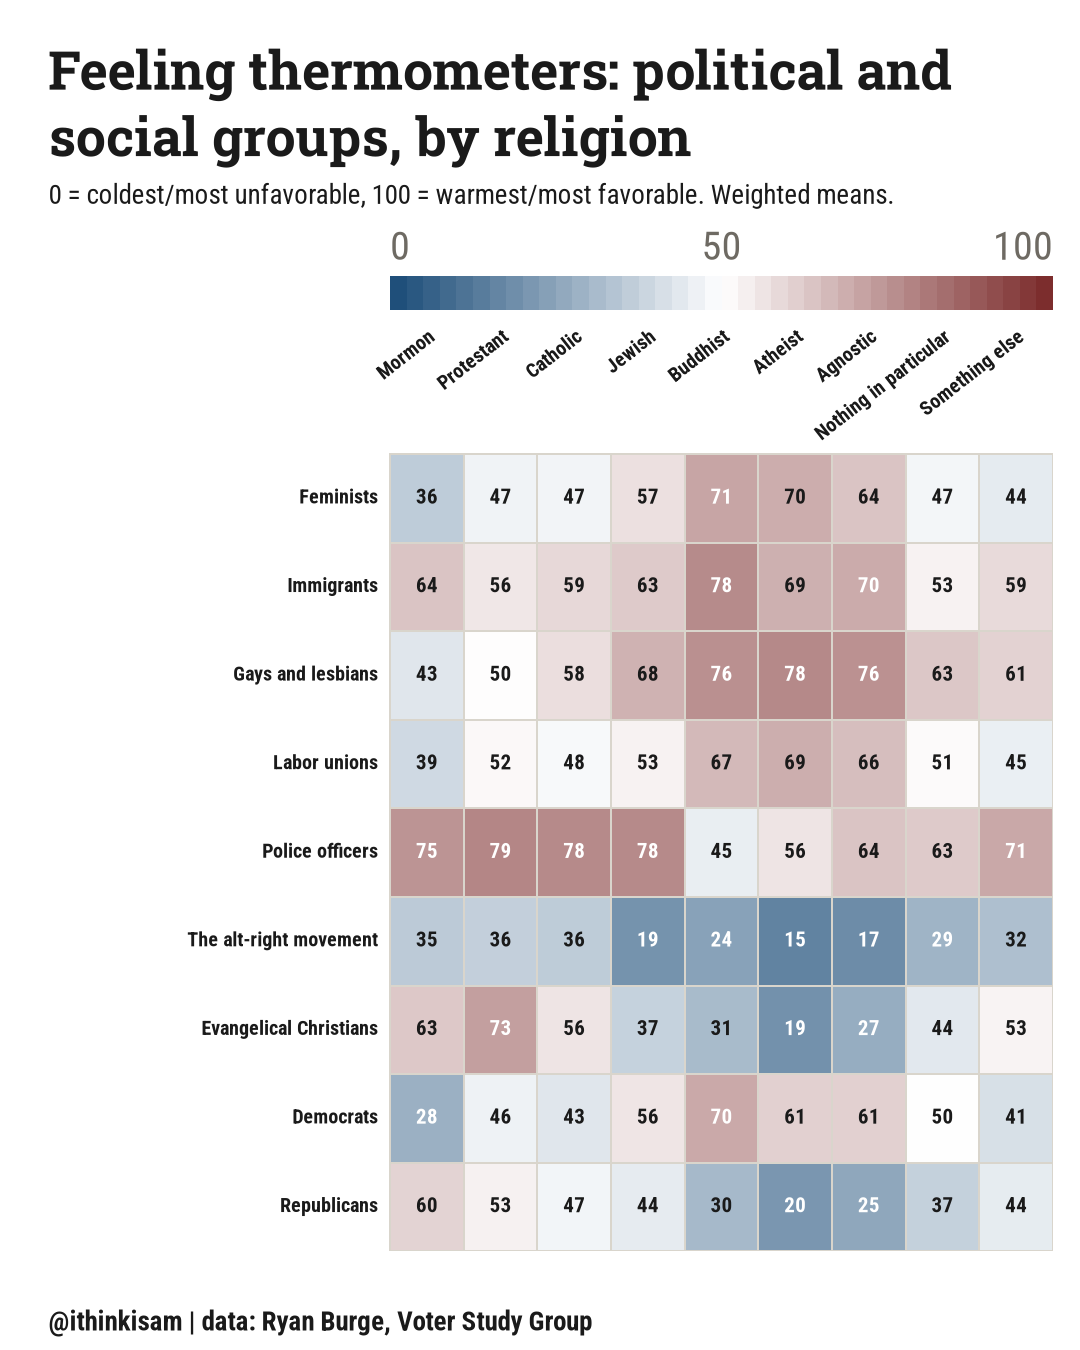 Feeling thermometers: political and
social groups, by religion
0 = coldest/most unfavorable, 100 = warmest/most favorable. Weighted means.
0 50 100
Mormon Protestant Catholic Jewish Buddhist Atheist Agnostic Nothing in particular Something else
Feminists 36 47 47 57 71 70 64 47 44
Immigrants 64 56 59 63 78 69 70 53 59
Gays and lesbians 43 50 58 68 76 78 76 63 61
Labor unions 39 52 48 53 67 69 66 51 45
Police officers 75 79 78 78 45 56 64 63 71
The alt-right movement 35 36 36 19 24 15 17 29 32
Evangelical Christians 63 73 56 37 31 19 27 44 53
Democrats 28 46 43 56 70 61 61 50 41
Republicans 60 53 47 44 30 20 25 37 44
@ithinkisam | data: Ryan Burge, Voter Study Group